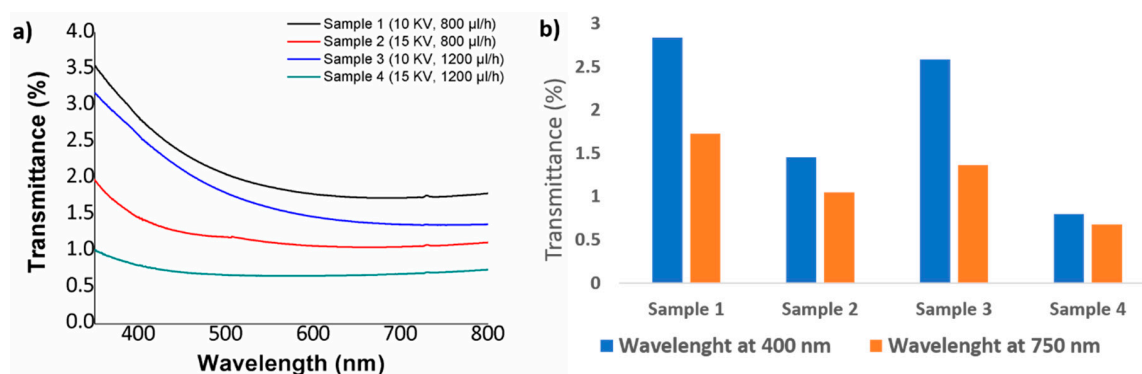 a)
Transmittance (%)
4.0
3.5
3.0
2.5
2.0
1.5
1.0
0.5
0.0
400 500 600 700 800
Wavelength (nm)
Sample 1 (10 KV, 800 µl/h)
Sample 2 (15 KV, 800 µl/h)
Sample 3 (10 KV, 1200 µl/h)
Sample 4 (15 KV, 1200 µl/h)
b)
Transmittance (%)
3
2.5
2
1.5
1
0.5
0
Sample 1 Sample 2 Sample 3 Sample 4
Wavelenght at 400 nm Wavelenght at 750 nm